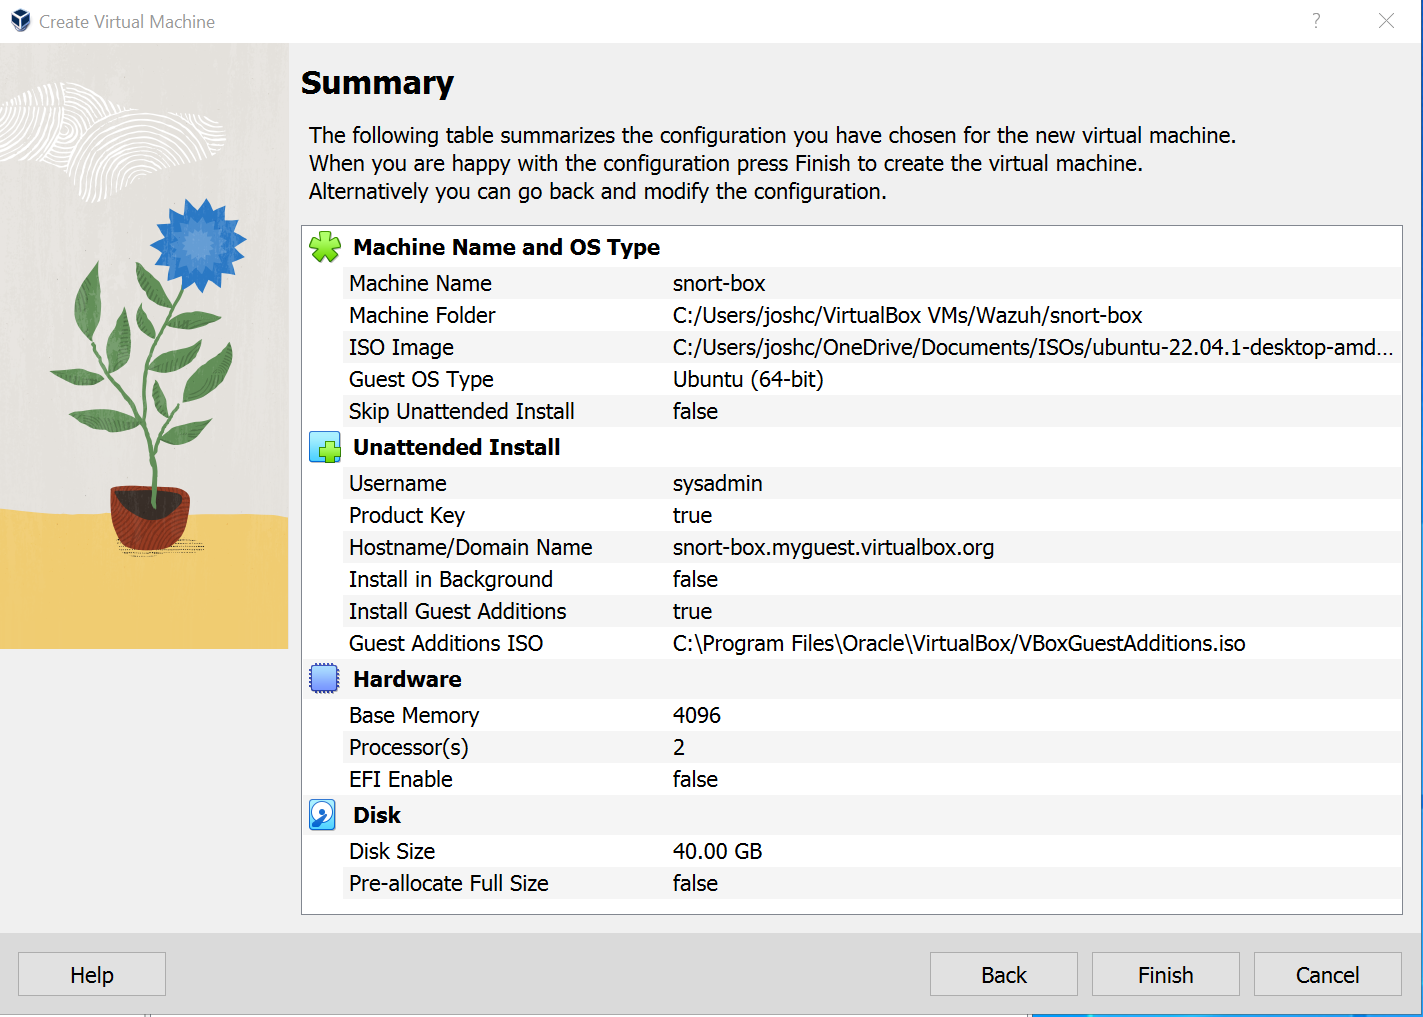 Create Virtual Machine
?
Summary
The following table summarizes the configuration you have chosen for the new virtual machine.
When you are happy with the configuration press Finish to create the virtual machine.
Alternatively you can go back and modify the configuration.
Machine Name and OS Type
Machine Name snort-box
Machine Folder C:/Users/joshc/VirtualBox VMs/Wazuh/snort-box
ISO Image C:/Users/joshc/OneDrive/Documents/ISOs/ubuntu-22.04.1-desktop-amd...
Guest OS Type Ubuntu (64-bit)
Skip Unattended Install false
Unattended Install
Username sysadmin
Product Key true
Hostname/Domain Name snort-box.myguest.virtualbox.org
Install in Background false
Install Guest Additions true
Guest Additions ISO C:\Program Files\Oracle\VirtualBox/VBoxGuestAdditions.iso
Hardware
Base Memory 4096
Processor(s) 2
EFI Enable false
Disk
Disk Size 40.00 GB
Pre-allocate Full Size false
Help Back Finish Cancel